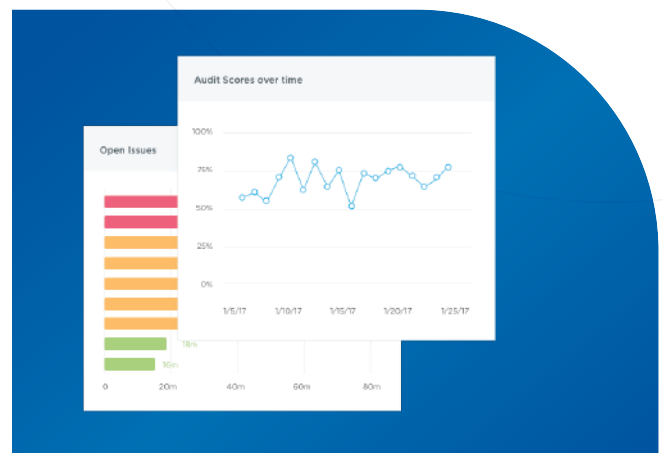 Audit Scores over time
100%
75%
50%
25%
0%
1/5/17 1/10/17 1/15/17 1/20/17 1/25/17
Open Issues
18m
16m
0 20m 40m 60m 80m